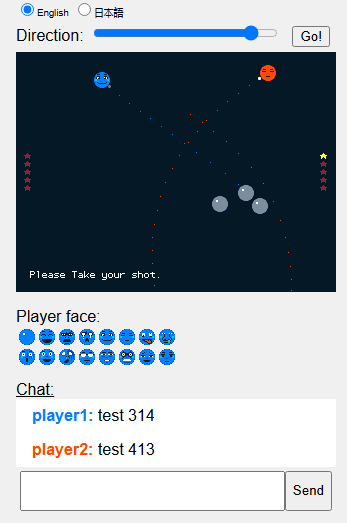 English 日本語
Direction: Go!
Please Take your shot.
Player face:
Chat:
player1: test 314
player2: test 413
Send